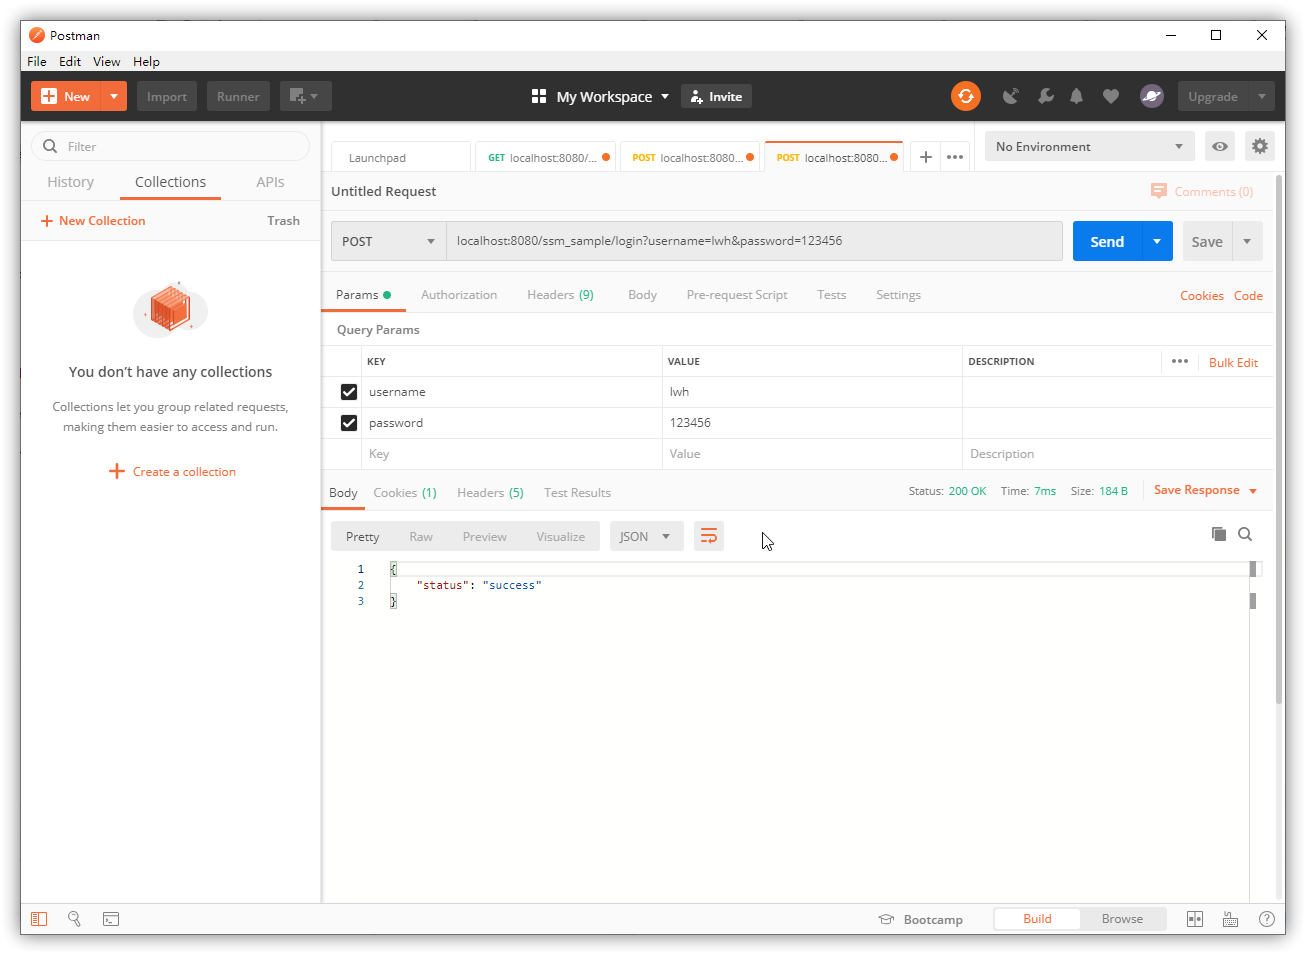 Postman
File Edit View Help
New Import Runner My Workspace Invite Upgrade
Filter
History Collections APIs
New Collection Trash
You don’t have any collections
Collections let you group related requests,
making them easier to access and run.
Create a collection
Launchpad GET localhost:8080/... POST localhost:8080... POST localhost:8080... No Environment
Untitled Request Comments (0)
POST localhost:8080/ssm_sample/login?username=lwh&password=123456 Send Save
Params Authorization Headers (9) Body Pre-request Script Tests Settings Cookies Code
Query Params
KEY VALUE DESCRIPTION Bulk Edit
username lwh
password 123456
Key Value Description
Body Cookies (1) Headers (5) Test Results Status: 200 OK Time: 7ms Size: 184 B Save Response
Pretty Raw Preview Visualize JSON
1 {
2 "status": "success"
3 }
Bootcamp Build Browse